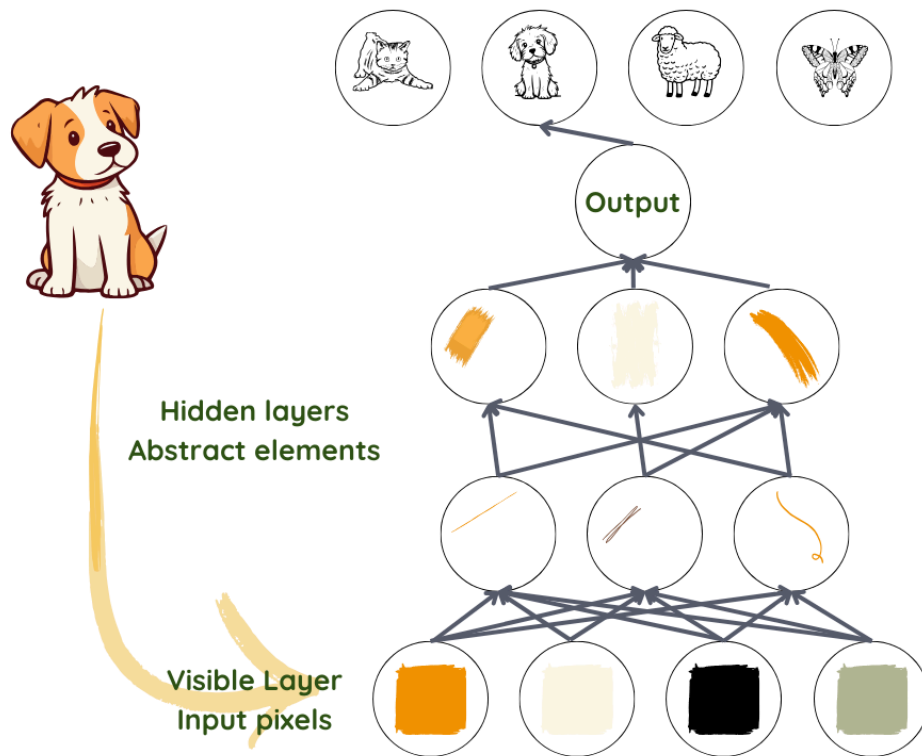 Output
Hidden layers
Abstract elements
Visible Layer
Input pixels